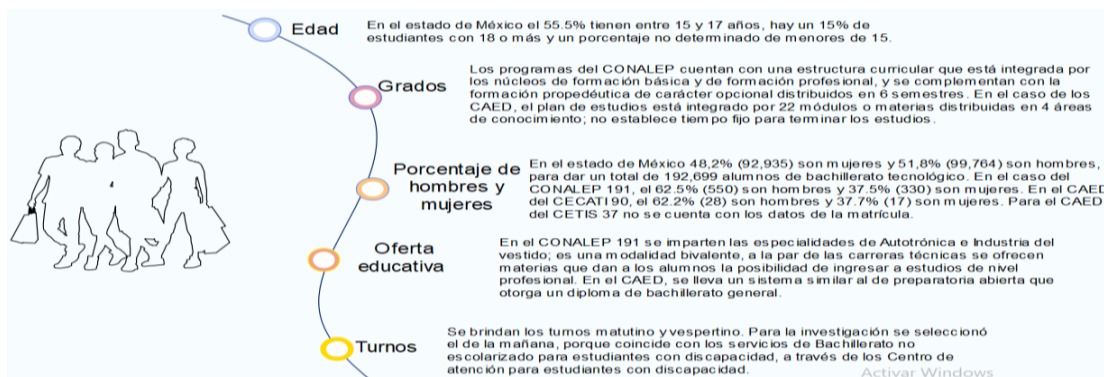 Edad
En el estado de México el 55.5% tienen entre 15 y 17 años, hay un 15% de
estudiantes con 18 o más y un porcentaje no determinado de menores de 15.
Grados
Los programas del CONALEP cuentan con una estructura curricular que está integrada por
los núcleos de formación básica y de formación profesional, y se complementan con la
formación propedéutica de carácter opcional distribuidos en 6 semestres. En el caso de los
CAED, el plan de estudios está integrado por 22 módulos o materias distribuidas en 4 áreas
de conocimiento; no establece tiempo fijo para terminar los estudios.
Porcentaje de
hombres y
mujeres
En el estado de México 48,2% (92,935) son mujeres y 51,8% (99,764) son hombres,
para dar un total de 192,699 alumnos de bachillerato tecnológico. En el caso del
CONALEP 191, el 62.5% (550) son hombres y 37.5% (330) son mujeres. En el CAED
del CECATI 90, el 62.2% (28) son hombres y 37.7% (17) son mujeres. Para el CAED
del CETIS 37 no se cuenta con los datos de la matrícula.
Oferta
educativa
En el CONALEP 191 se imparten las especialidades de Autotrónica e Industria del
vestido; es una modalidad bivalente, a la par de las carreras técnicas se ofrecen
materias que dan a los alumnos la posibilidad de ingresar a estudios de nivel
profesional. En el CAED, se lleva un sistema similar al de preparatoria abierta que
otorga un diploma de bachillerato general.
Turnos
Se brindan los turnos matutino y vespertino. Para la investigación se seleccionó
el de la mañana, porque coincide con los servicios de Bachillerato no
escolarizado para estudiantes con discapacidad, a través de los Centro de
atención para estudiantes con discapacidad.
Activar Windows